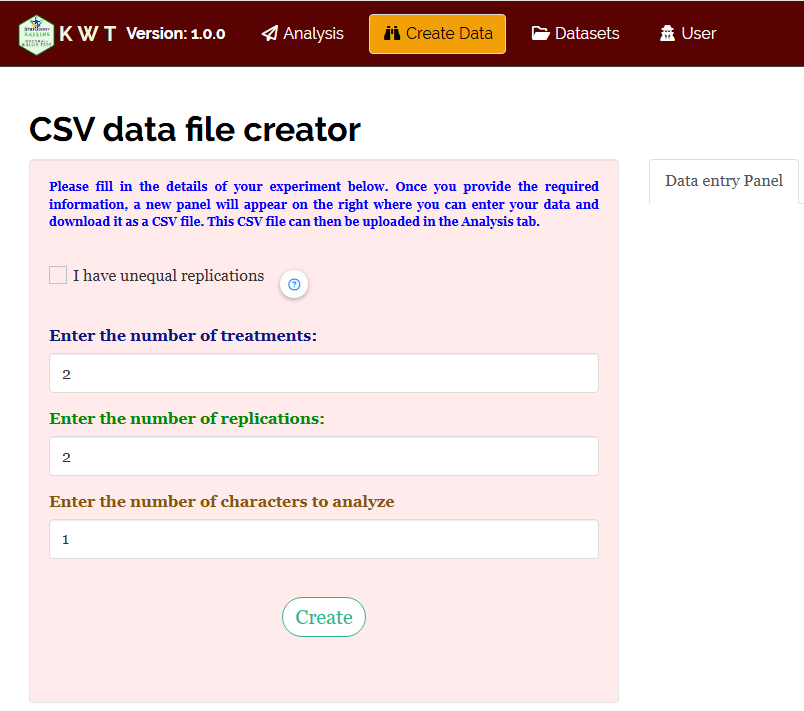 KWT Version: 1.0.0 Analysis Create Data Datasets User
CSV data file creator
Please fill in the details of your experiment below. Once you provide the required
information, a new panel will appear on the right where you can enter your data and
download it as a CSV file. This CSV file can then be uploaded in the Analysis tab.
Data entry Panel
I have unequal replications ?
Enter the number of treatments:
2
Enter the number of replications:
2
Enter the number of characters to analyze
1
Create